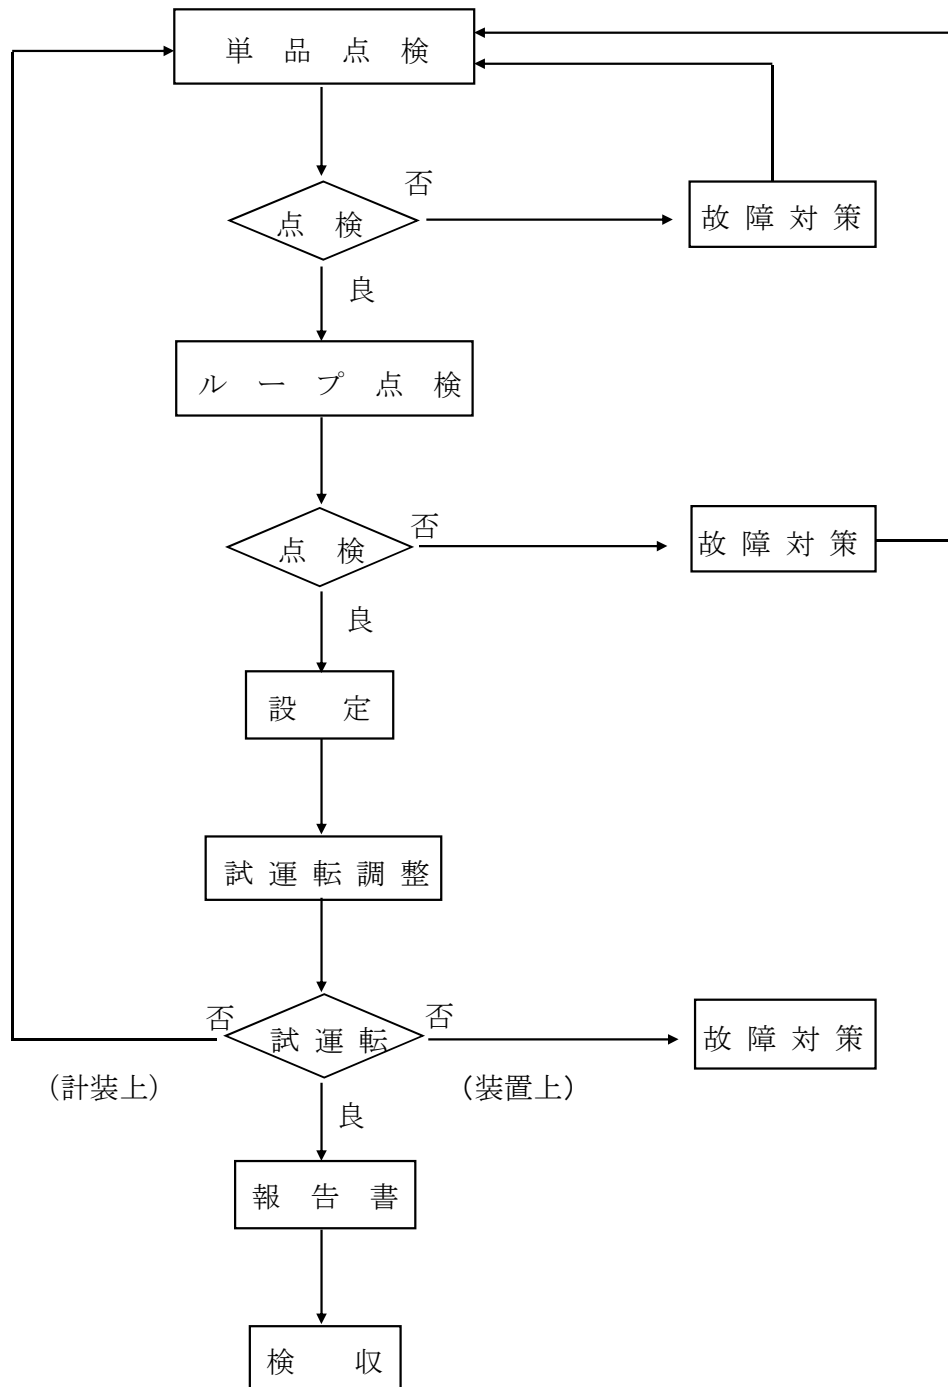 単品点検
否
点検
故障対策
良
ループ点検
否
点検
故障対策
良
設定
試運転調整
否
否
試運転
故障対策
（計装上）
（装置上）
良
報告書
検収